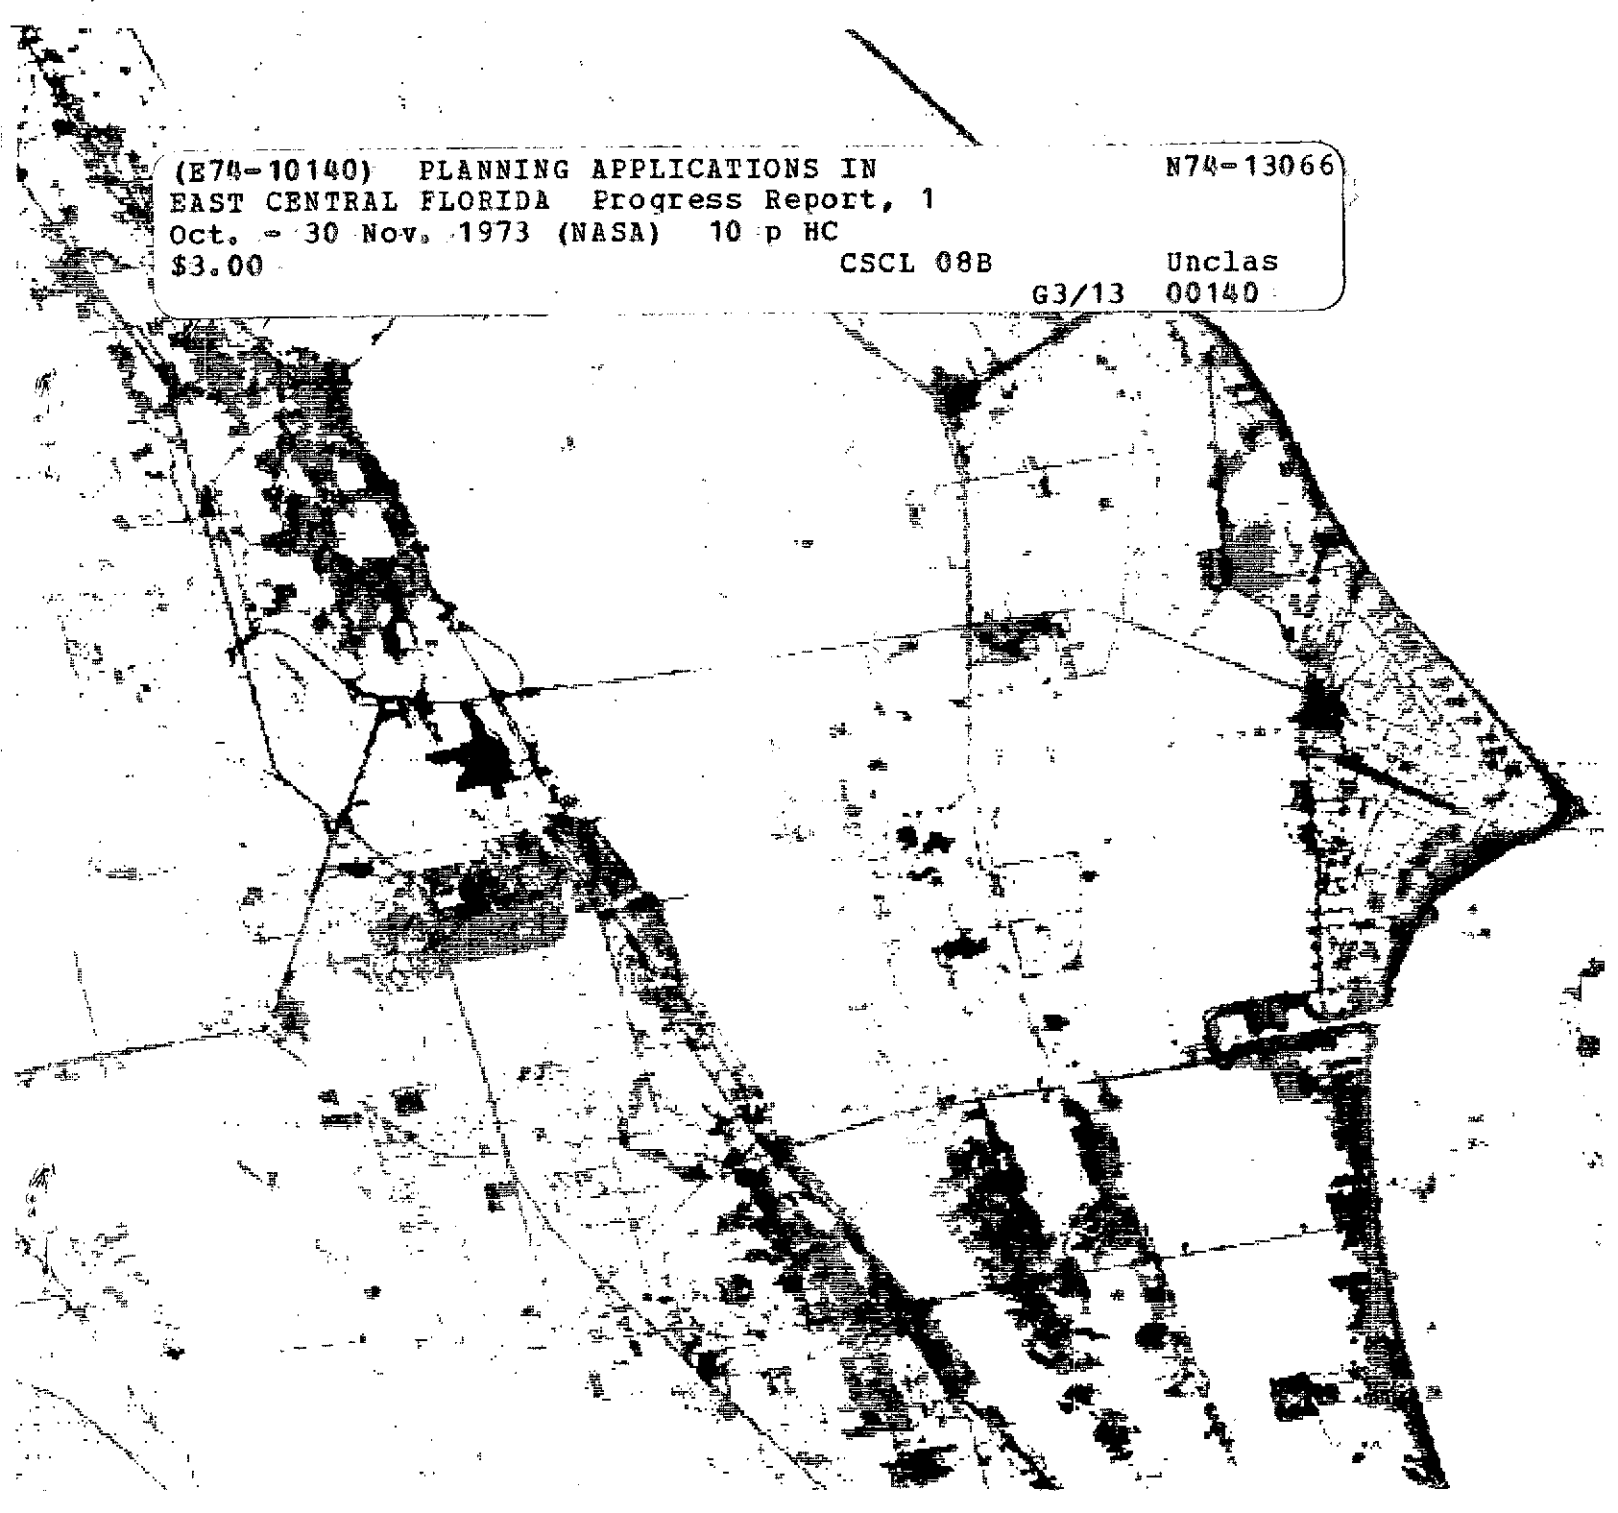 (E74-10140) PLANNING APPLICATIONS IN N74-13066
EAST CENTRAL FLORIDA Progress Report, 1
Oct. - 30 Nov. 1973 (NASA) 10 p HC
$3.00 CSCL 08B Unclas
G3/13 00140